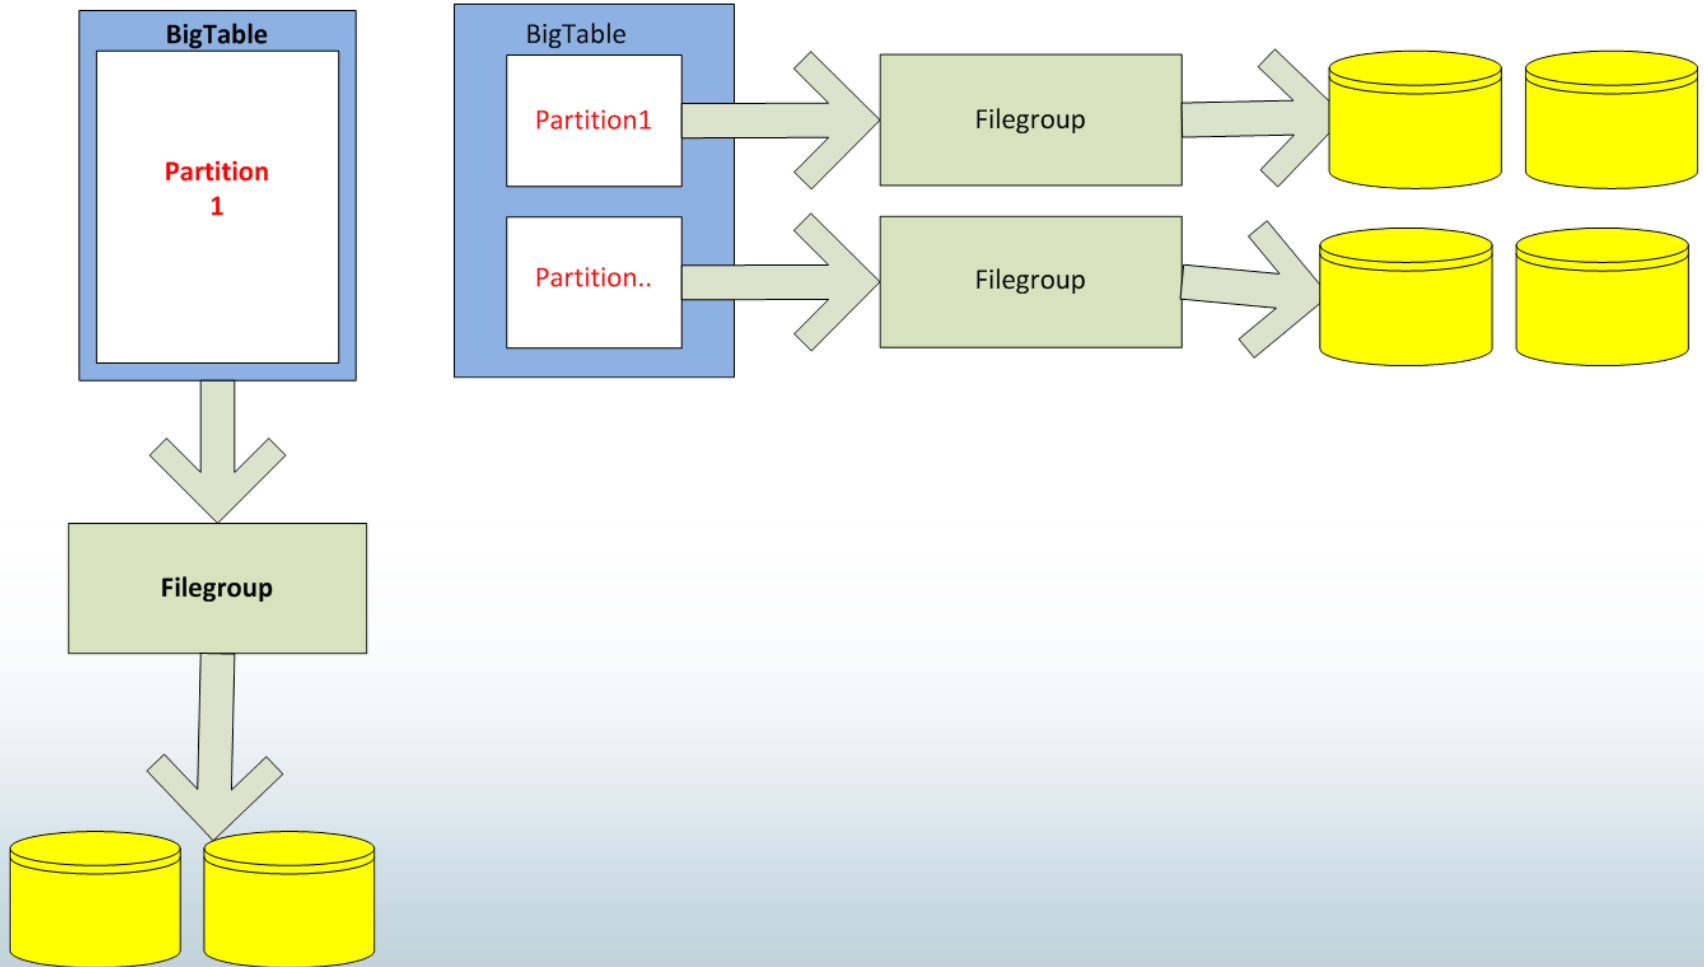 BigTable
Partition
1
Filegroup
BigTable
Partition1
Filegroup
Partition..
Filegroup